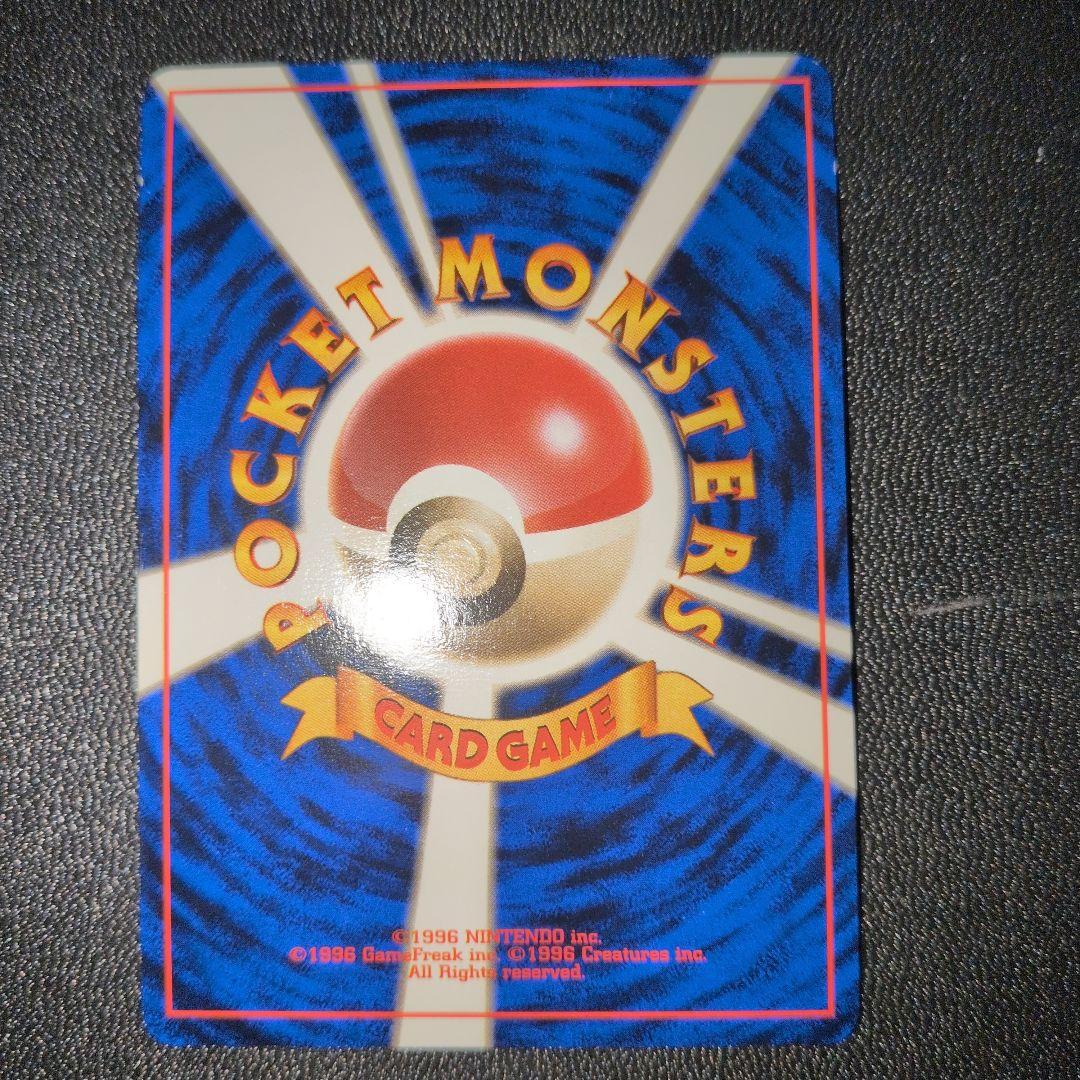 POCKET MONSTERS
CARD GAME
©1996 NINTENDO inc.
©1996 GameFreak inc. ©1996 Creatures inc.
All Rights reserved.